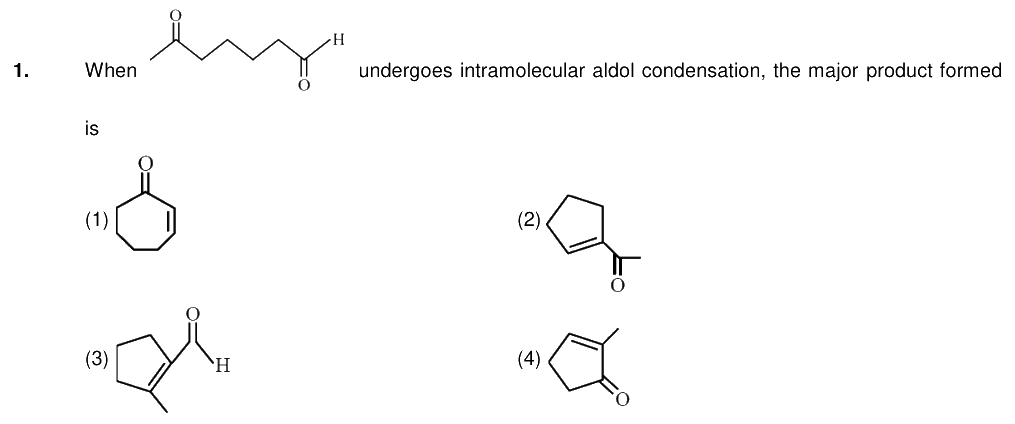 O
H
1. When undergoes intramolecular aldol condensation, the major product formed
O
is
O
(1) (2)
O
O
(3) H (4)
O